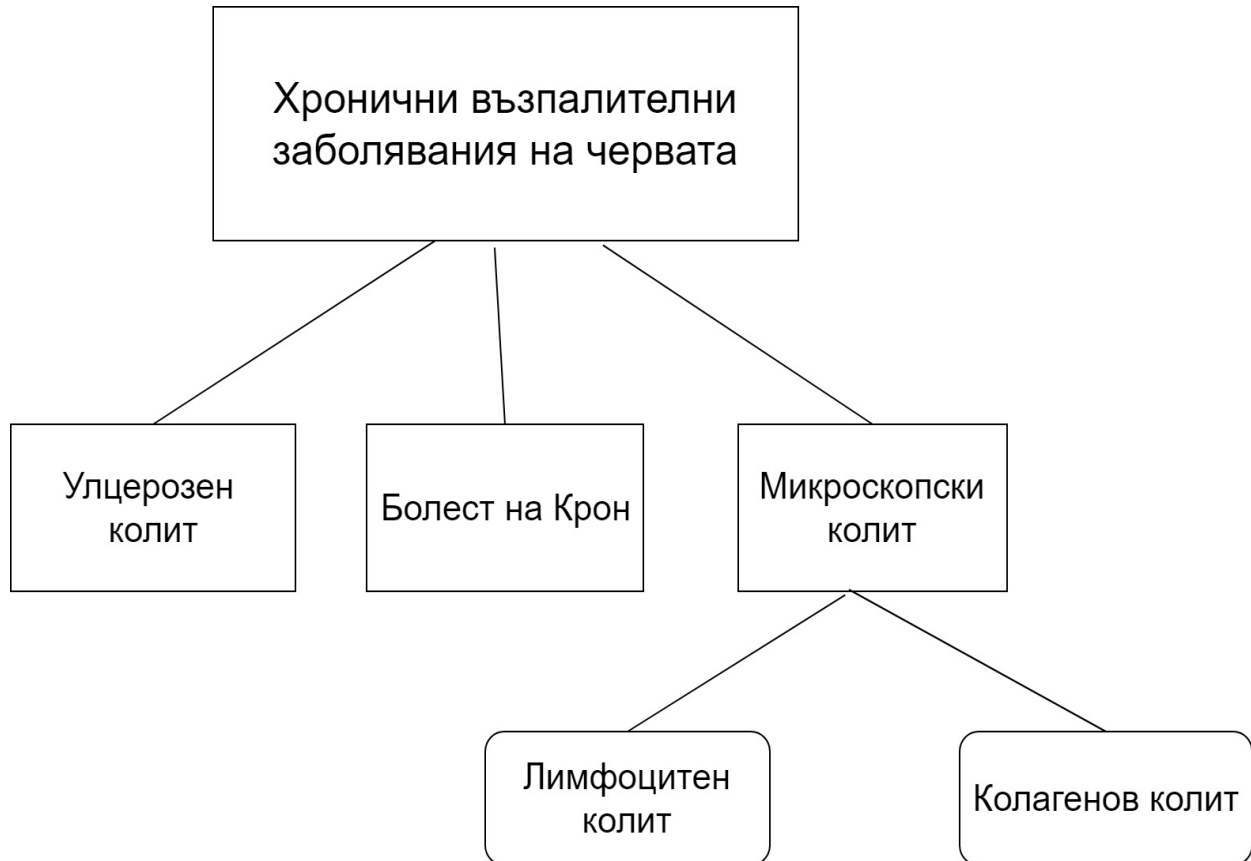 Хронични възпалителни
заболявания на червата
Улцерозен
колит
Болест на Крон
Микроскопски
колит
Лимфоцитен
колит
Колагенов колит